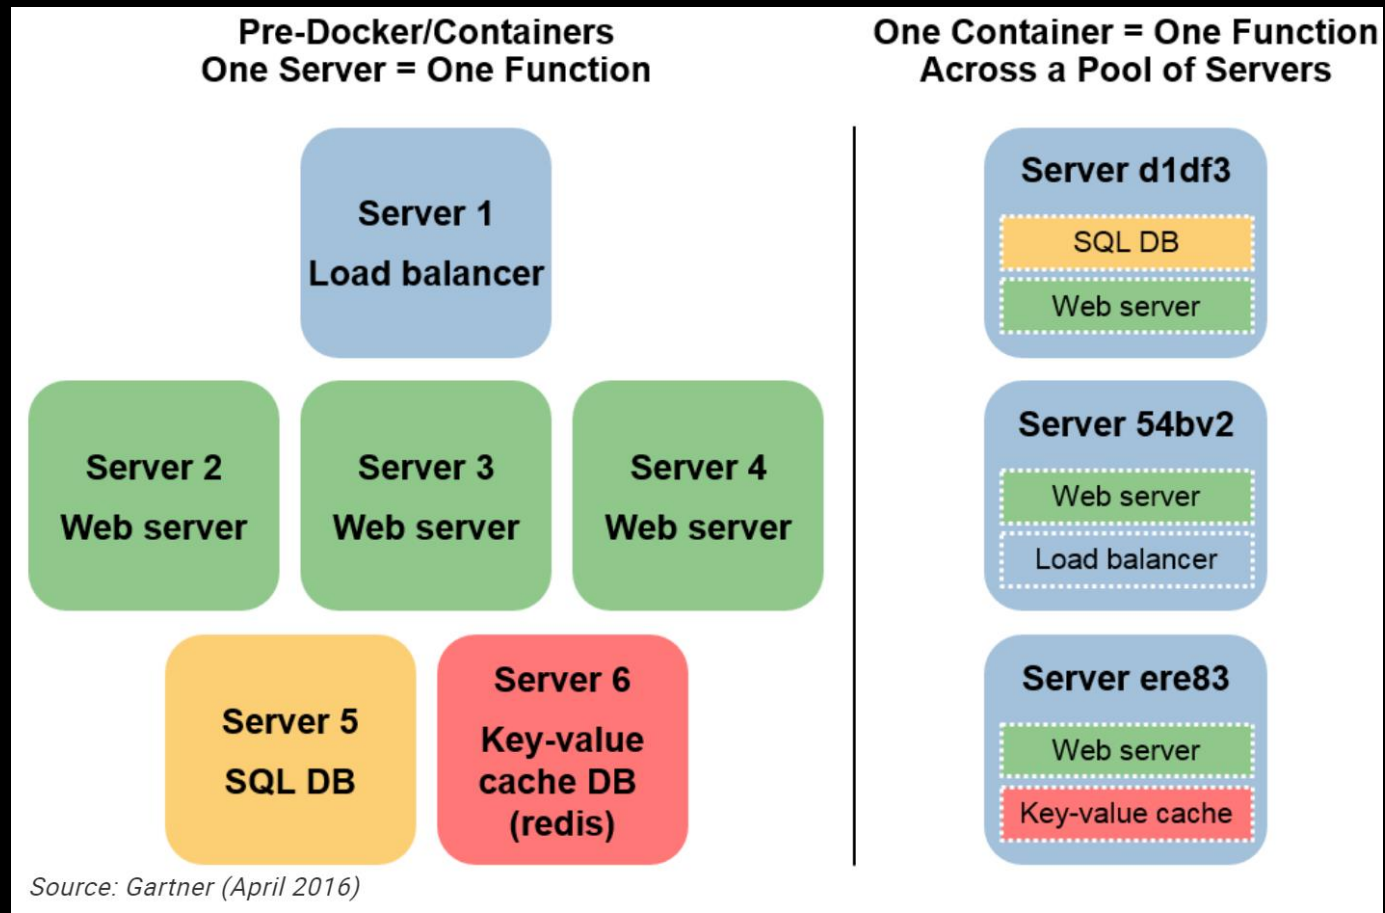 Pre-Docker/Containers
One Server = One Function
Server 1
Load balancer
Server 2
Web server
Server 3
Web server
Server 4
Web server
Server 5
SQL DB
Server 6
Key-value
cache DB
(redis)
Source: Gartner (April 2016)
One Container = One Function
Across a Pool of Servers
Server d1df3
SQL DB
Web server
Server 54bv2
Web server
Load balancer
Server ere83
Web server
Key-value cache